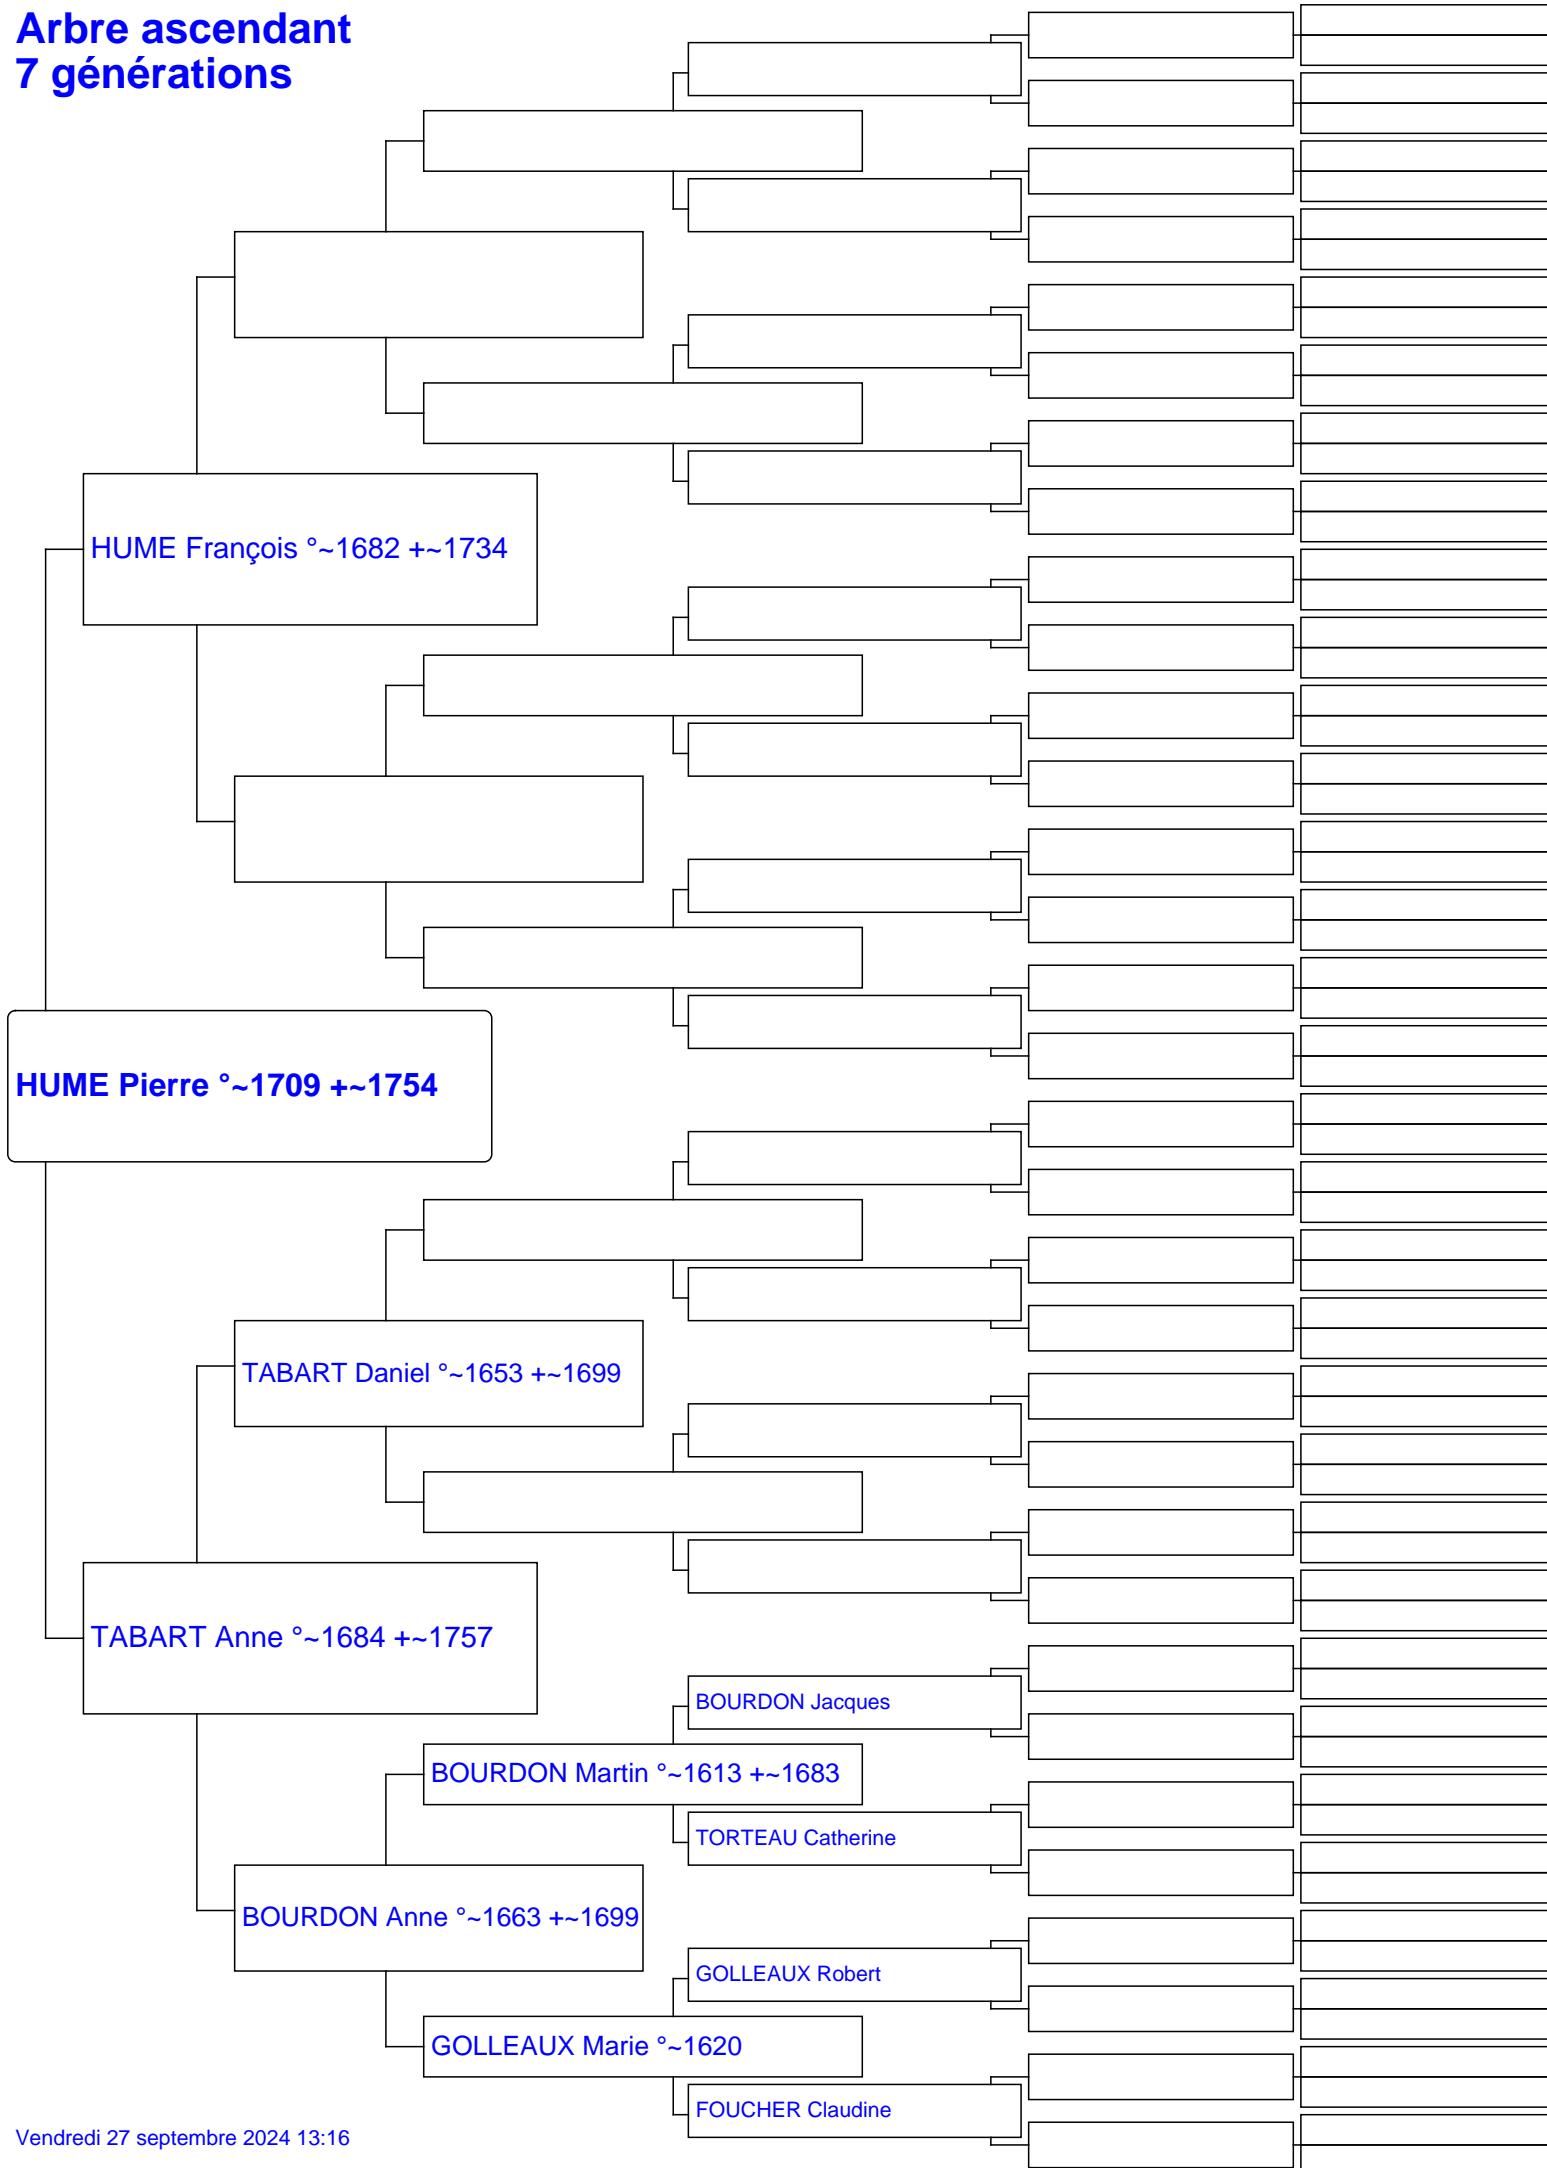 Arbre ascendant
7 générations
HUME François °~1682 +~1734
HUME Pierre °~1709 +~1754
TABART Daniel °~1653 +~1699
TABART Anne °~1684 +~1757
BOURDON Jacques
BOURDON Martin °~1613 +~1683
TORTEAU Catherine
BOURDON Anne °~1663 +~1699
GOLLEAUX Robert
GOLLEAUX Marie °~1620
FOUCHER Claudine
Vendredi 27 septembre 2024 13:16